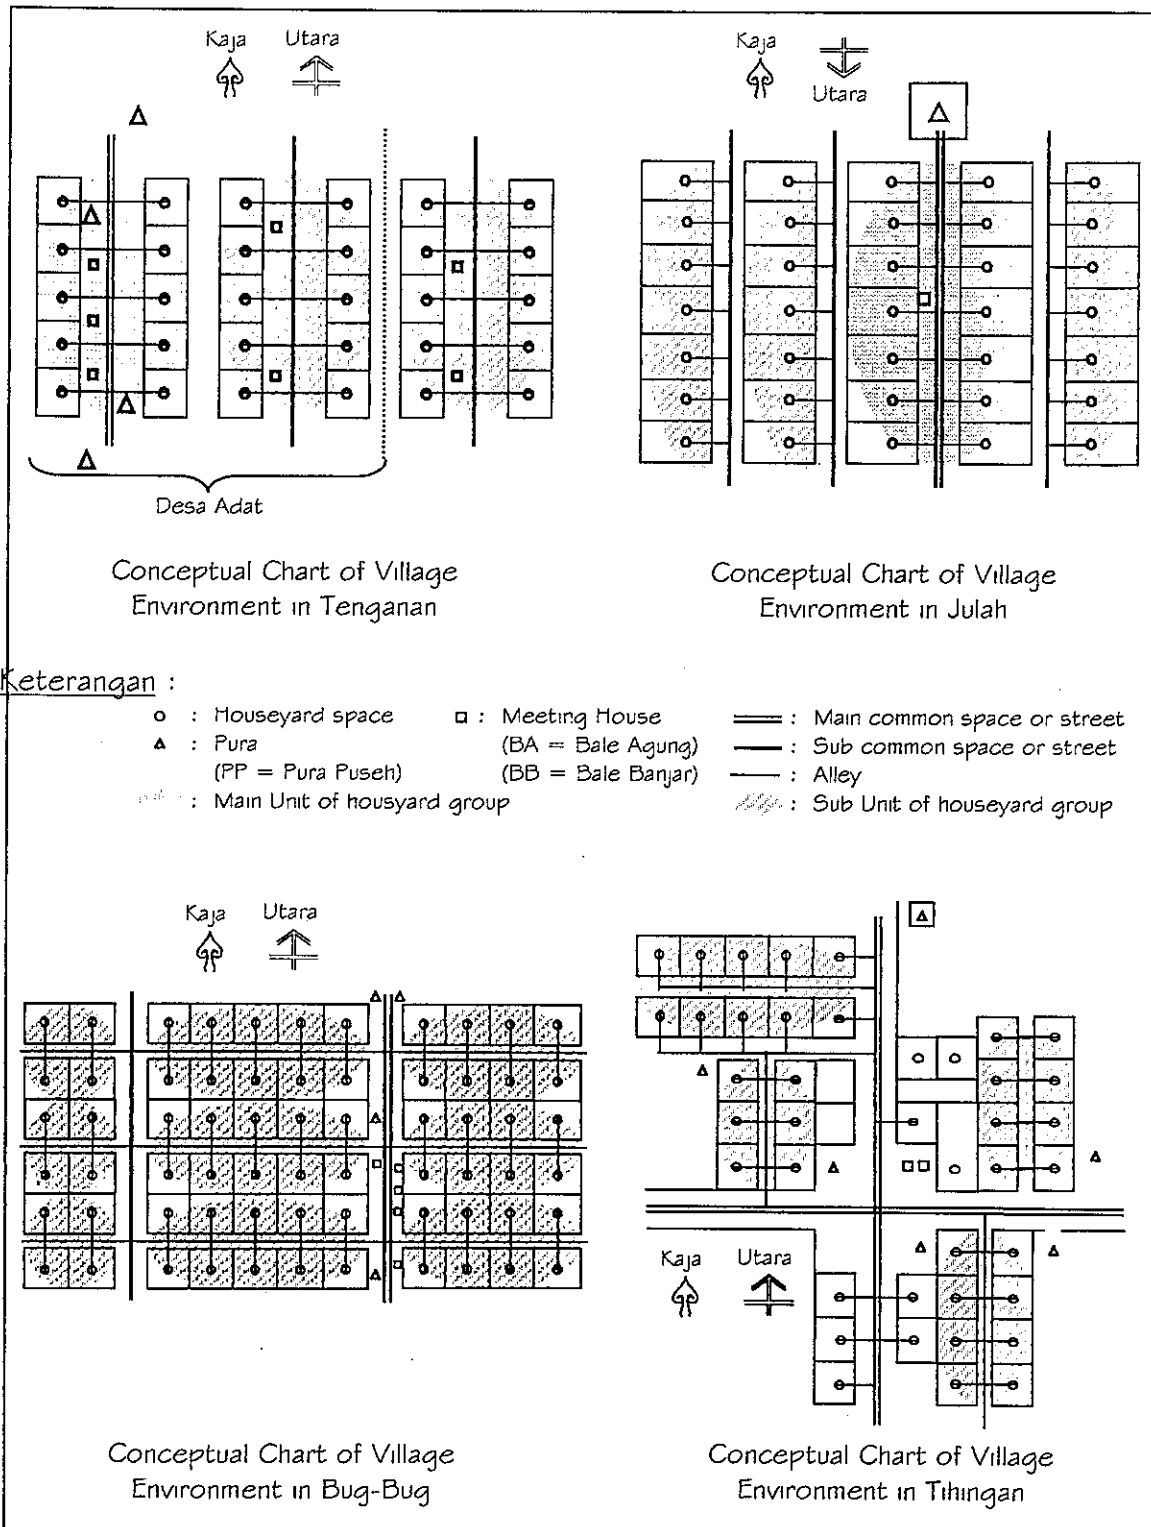 Kaja Utara
Desa Adat
Conceptual Chart of Village
Environment in Tenganan
Kaja
Utara
Conceptual Chart of Village
Environment in Julah
Keterangan :
: Houseyard space
: Pura
(PP = Pura Puseh)
: Main Unit of housyard group
: Meeting House
(BA = Bale Agung)
(BB = Bale Banjar)
: Main common space or street
: Sub common space or street
: Alley
: Sub Unit of houseyard group
Kaja Utara
Conceptual Chart of Village
Environment in Bug-Bug
Kaja Utara
Conceptual Chart of Village
Environment in Tihingan